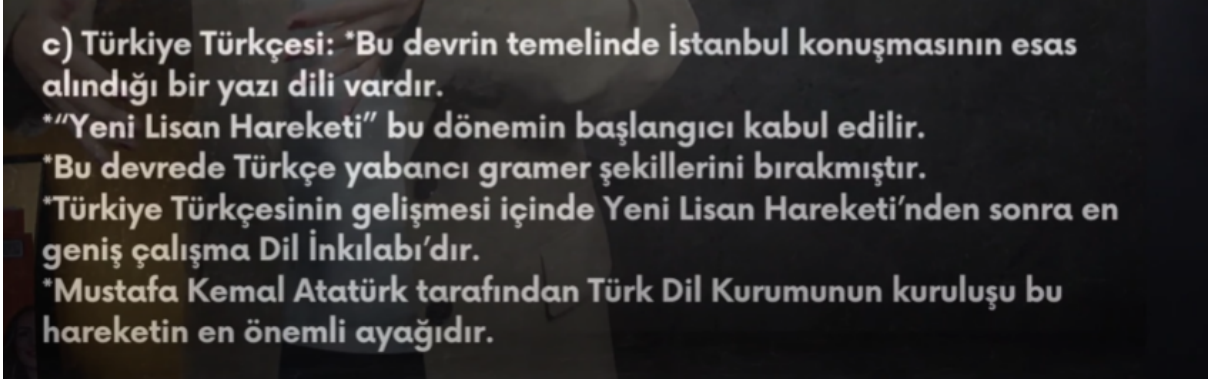 c) Türkiye Türkçesi: *Bu devrin temelinde İstanbul konuşmasının esas
alındığı bir yazı dili vardır.
*“Yeni Lisan Hareketi” bu dönemin başlangıcı kabul edilir.
*Bu devrede Türkçe yabancı gramer şekillerini bırakmıştır.
*Türkiye Türkçesinin gelişmesi içinde Yeni Lisan Hareketi’nden sonra en
geniş çalışma Dil İnkılabı’dır.
*Mustafa Kemal Atatürk tarafından Türk Dil Kurumunun kuruluşu bu
hareketin en önemli ayağıdır.